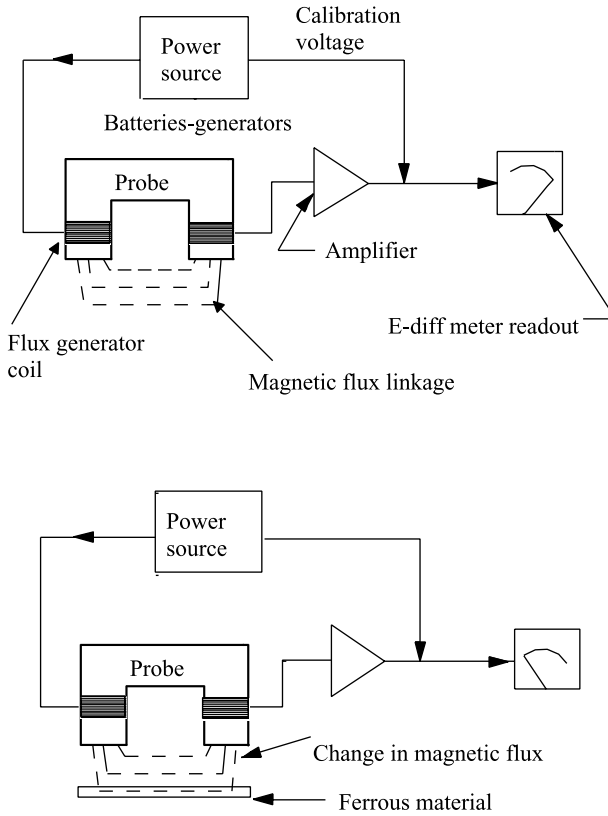 Calibration
voltage
Power
source
Batteries-generators
Probe
Amplifier
E-diff meter readout
Flux generator
coil
Magnetic flux linkage
Power
source
Probe
Change in magnetic flux
Ferrous material